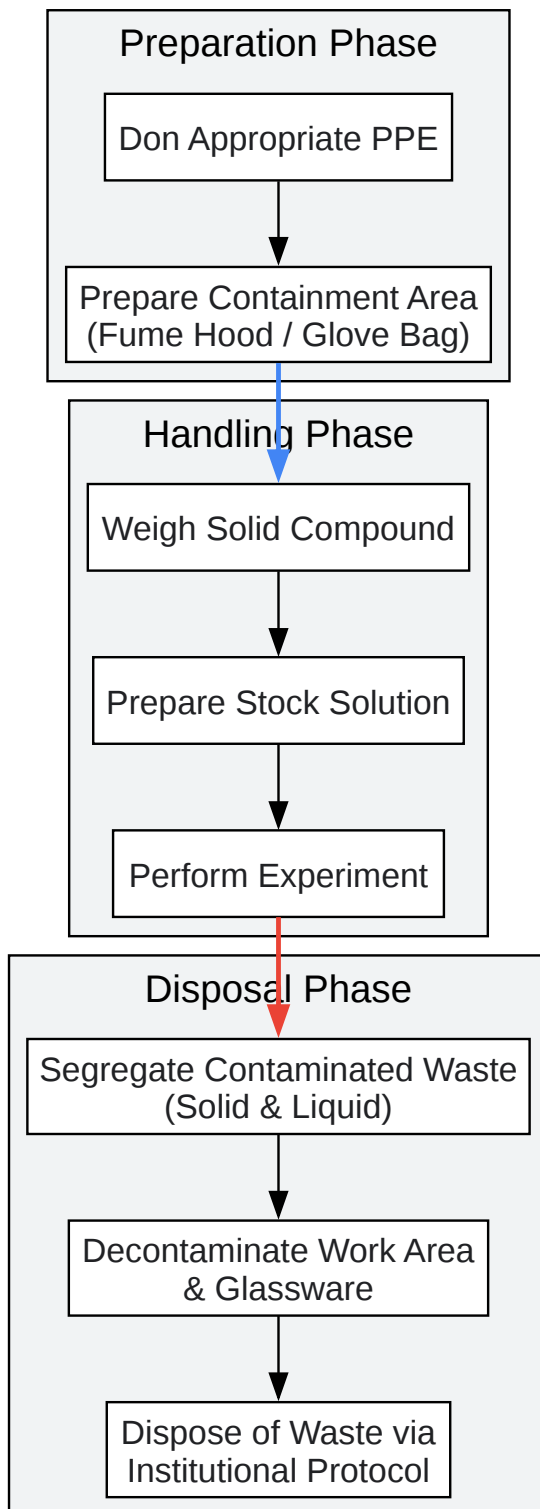 Preparation Phase
Don Appropriate PPE
Prepare Containment Area
(Fume Hood / Glove Bag)
Handling Phase
Weigh Solid Compound
Prepare Stock Solution
Perform Experiment
Disposal Phase
Segregate Contaminated Waste
(Solid & Liquid)
Decontaminate Work Area
& Glassware
Dispose of Waste via
Institutional Protocol